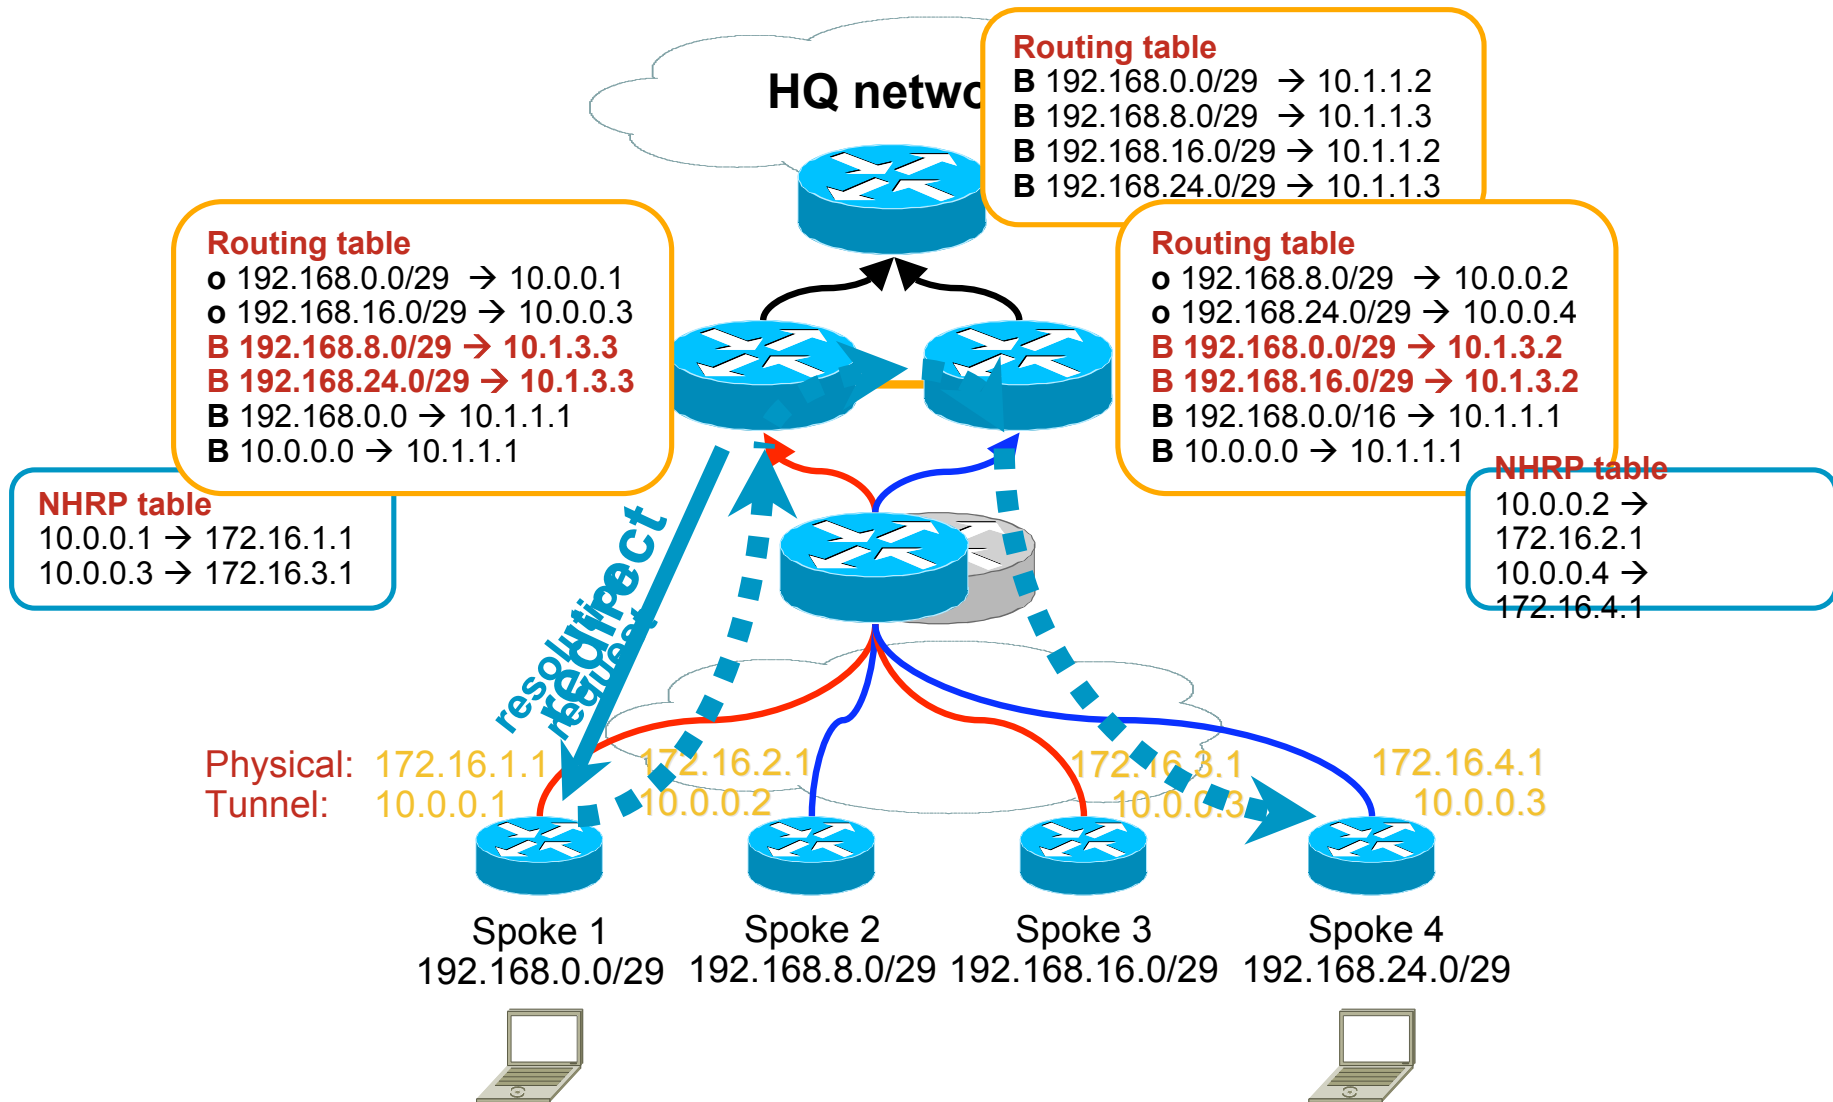 HQ netwo
Routing table
B 192.168.0.0/29 → 10.1.1.2
B 192.168.8.0/29 → 10.1.1.3
B 192.168.16.0/29 → 10.1.1.2
B 192.168.24.0/29 → 10.1.1.3
Routing table
o 192.168.0.0/29 → 10.0.0.1
o 192.168.16.0/29 → 10.0.0.3
B 192.168.8.0/29 → 10.1.3.3
B 192.168.24.0/29 → 10.1.3.3
B 192.168.0.0 → 10.1.1.1
B 10.0.0.0 → 10.1.1.1
Routing table
o 192.168.8.0/29 → 10.0.0.2
o 192.168.24.0/29 → 10.0.0.4
B 192.168.0.0/29 → 10.1.3.2
B 192.168.16.0/29 → 10.1.3.2
B 192.168.0.0/16 → 10.1.1.1
B 10.0.0.0 → 10.1.1.1
NHRP table
10.0.0.1 → 172.16.1.1
10.0.0.3 → 172.16.3.1
NHRP table
10.0.0.2 →
172.16.2.1
10.0.0.4 →
172.16.4.1
redirect
resolution
request
Physical: 172.16.1.1 172.16.2.1 172.16.3.1 172.16.4.1
Tunnel: 10.0.0.1 10.0.0.2 10.0.0.3 10.0.0.3
Spoke 1
192.168.0.0/29
Spoke 2
192.168.8.0/29
Spoke 3
192.168.16.0/29
Spoke 4
192.168.24.0/29